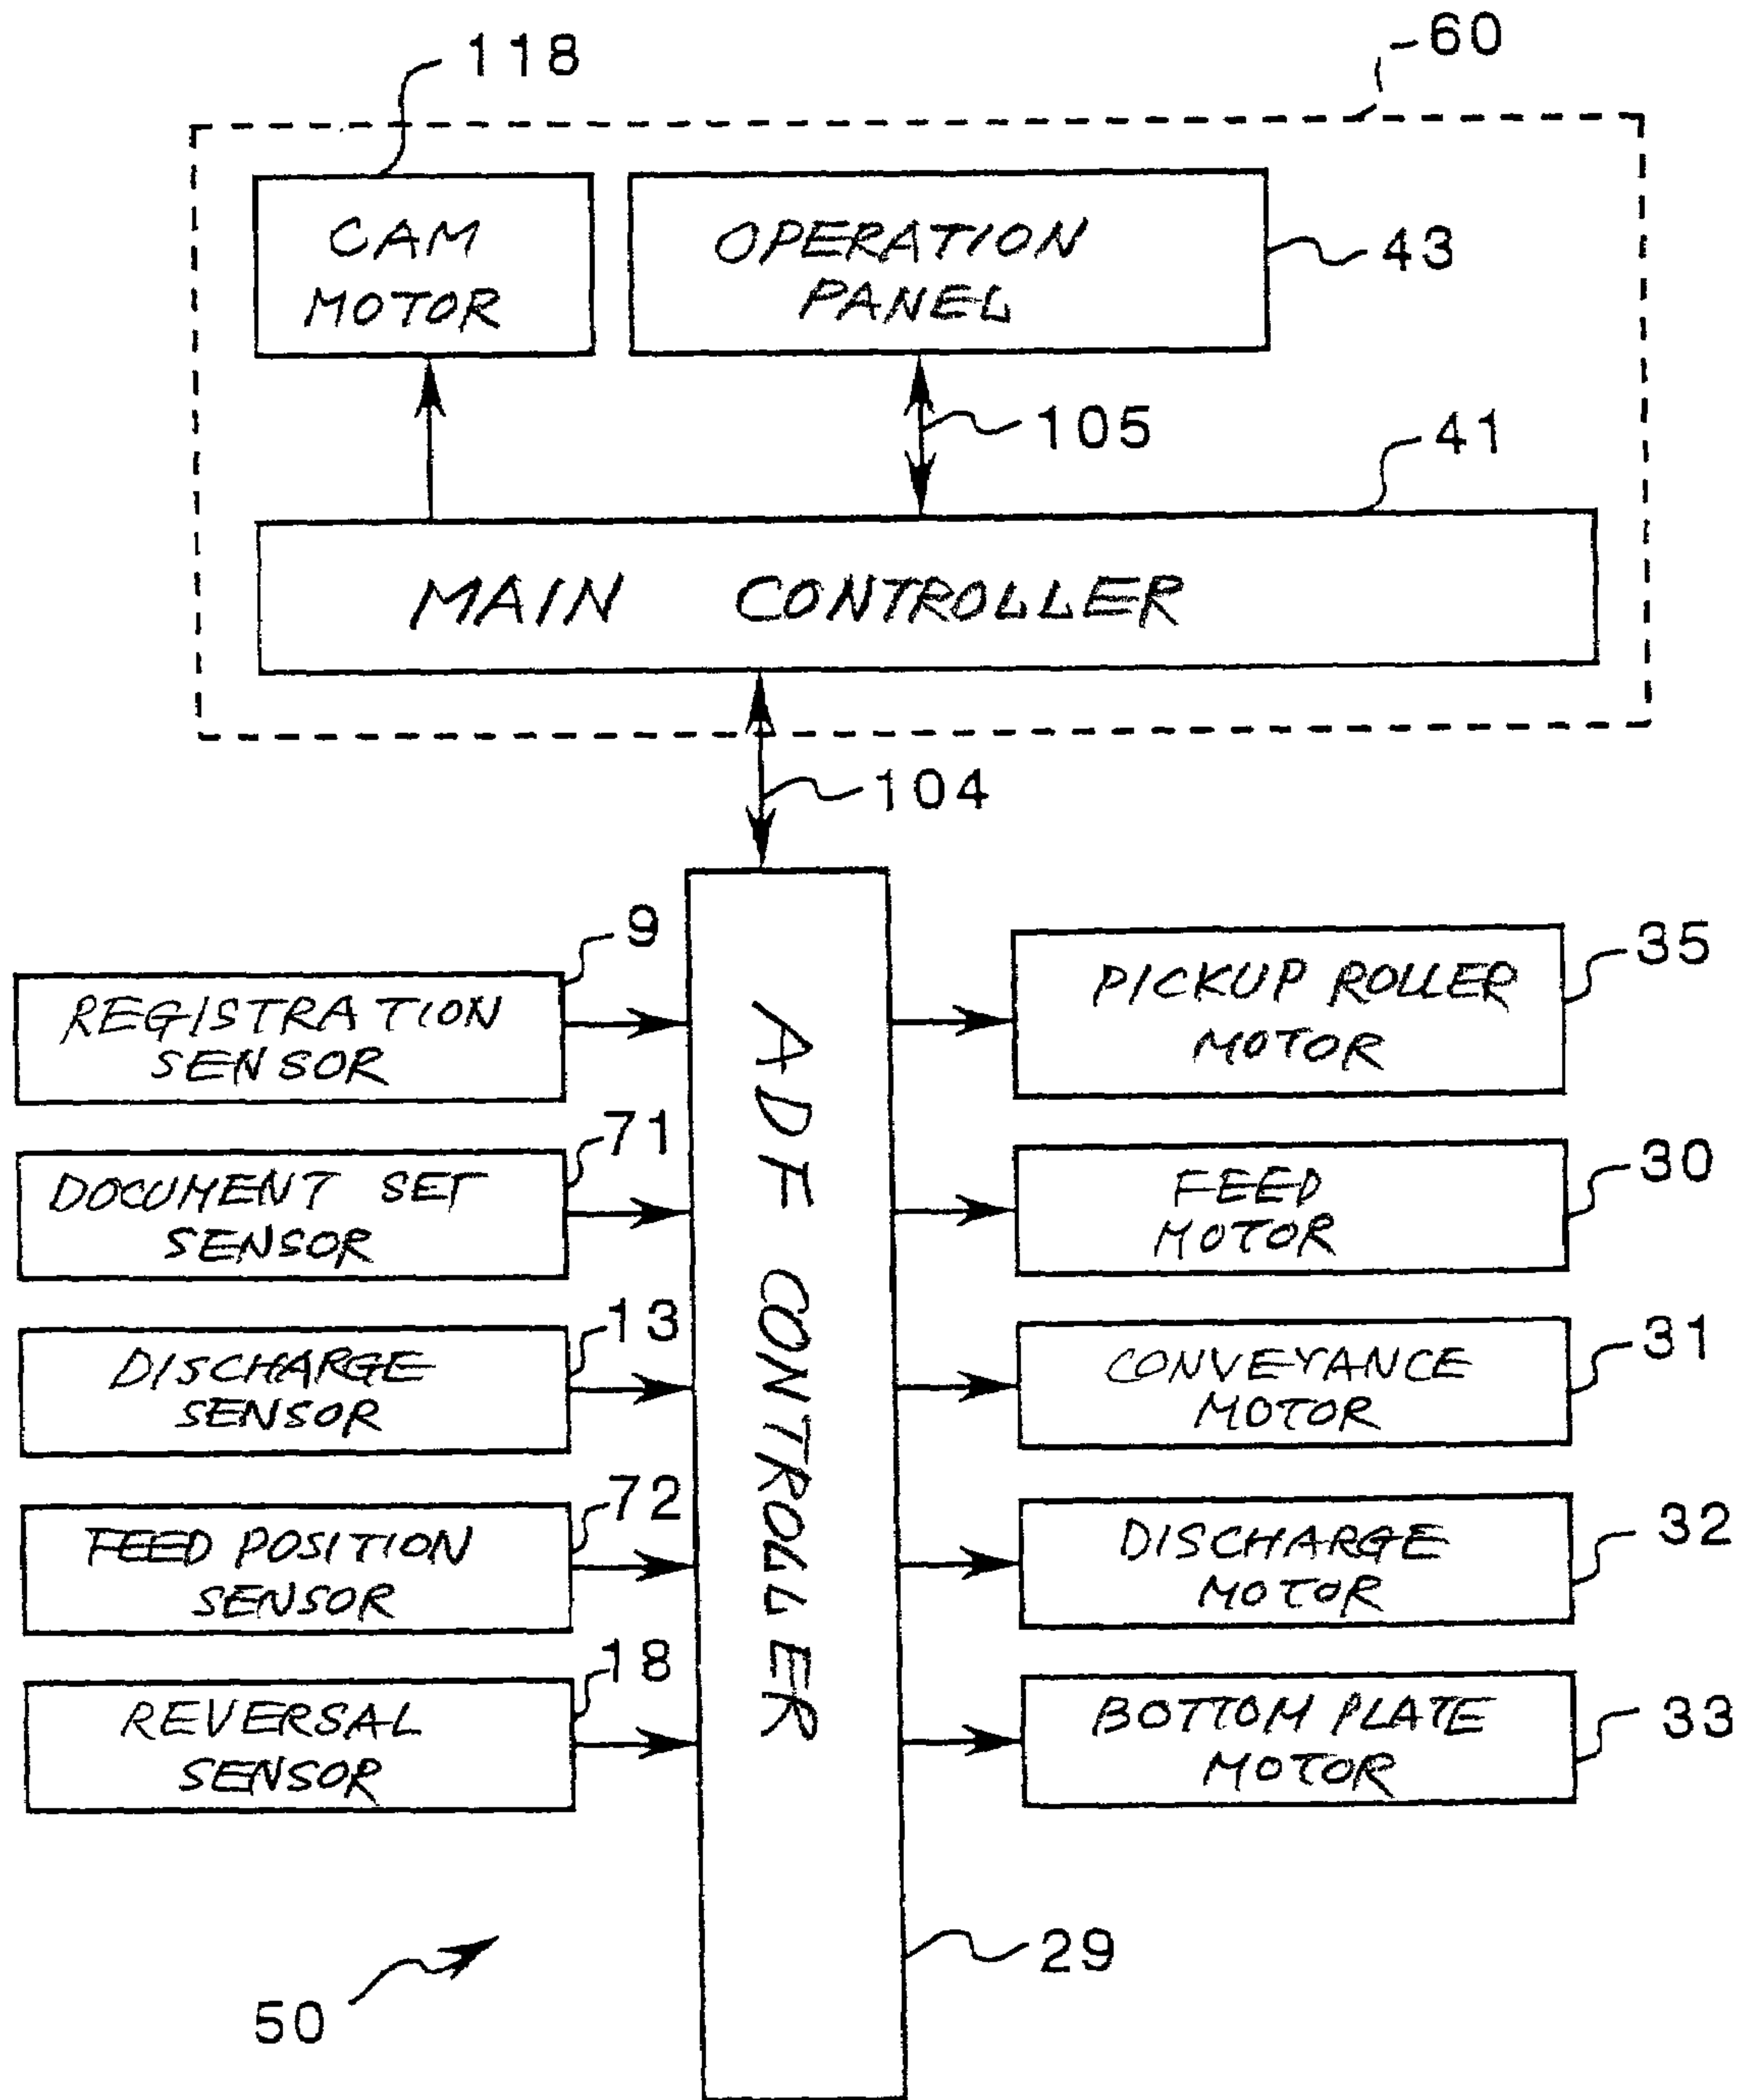 60
118
CAM
MOTOR
OPERATION
PANEL
43
105
41
MAIN CONTROLLER
104
ADF CONTROLLER
9
REGISTRATION
SENSOR
35
PICKUP ROLLER
MOTOR
71
DOCUMENT SET
SENSOR
30
FEED
MOTOR
13
DISCHARGE
SENSOR
31
CONVEYANCE
MOTOR
72
FEED POSITION
SENSOR
32
DISCHARGE
MOTOR
18
REVERSAL
SENSOR
33
BOTTOM PLATE
MOTOR
29
50